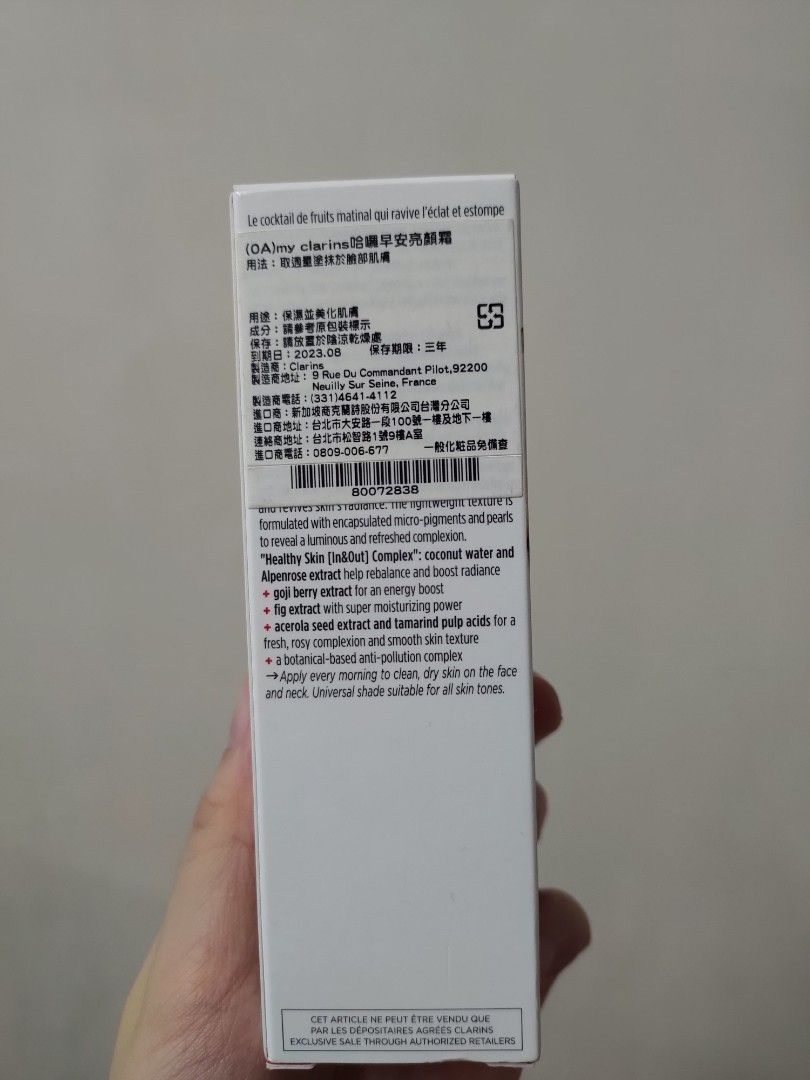 Le cocktail de fruits matinal qui ravive l'éclat et estompe
(OA)my clarins哈囉早安亮顏霜
用法：取適量塗抹於臉部肌膚
用途：保濕並美化肌膚
成分：請參考原包裝標示
保存：請放置於陰涼乾燥處
到期日：2023.08 保存期限：三年
製造商：Clarins
製造商地址：9 Rue Du Commandant Pilot,92200
Neuilly Sur Seine, France
製造商電話：(331)4641-4112
進口商：新加坡商克蘭詩股份有限公司台灣分公司
進口商地址：台北市大安路一段100號一樓及地下一樓
連絡商地址：台北市松智路1號9樓A室
進口商電話：0809-006-677 一般化粧品免備查
80072838
and revives skin's radiance. The lightweight texture is
formulated with encapsulated micro-pigments and pearls
to reveal a luminous and refreshed complexion.
"Healthy Skin [In&Out] Complex": coconut water and
Alpenrose extract help rebalance and boost radiance
+ goji berry extract for an energy boost
+ fig extract with super moisturizing power
+ acerola seed extract and tamarind pulp acids for a
fresh, rosy complexion and smooth skin texture
+ a botanical-based anti-pollution complex
→ Apply every morning to clean, dry skin on the face
and neck. Universal shade suitable for all skin tones.
CET ARTICLE NE PEUT ÊTRE VENDU QUE
PAR LES DÉPOSITAIRES AGRÉÉS CLARINS
EXCLUSIVE SALE THROUGH AUTHORIZED RETAILERS